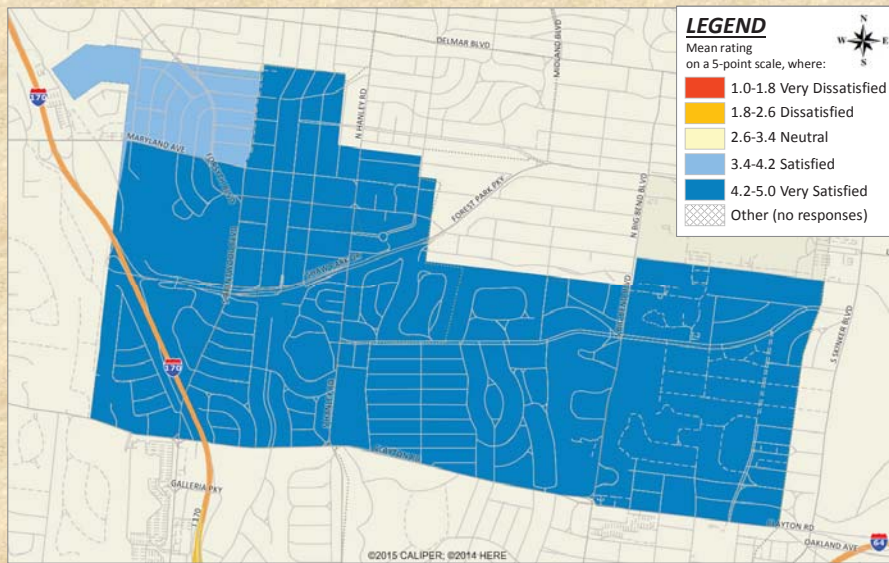 DELMAR BLVD
MIDLAND BLVD
N HANLEY RD
170
MARYLAND AVE
FOREST PARK PKY
N BIG BEND BLVD
S SKINKER BLVD
170
CLAYTON RD
GALLERIA PKY
I 170
CLAYTON RD
OAKLAND AVE
64
©2015 CALIPER; ©2014 HERE
LEGEND
Mean rating
on a 5-point scale, where:
1.0-1.8 Very Dissatisfied
1.8-2.6 Dissatisfied
2.6-3.4 Neutral
3.4-4.2 Satisfied
4.2-5.0 Very Satisfied
Other (no responses)
N
W
E
S